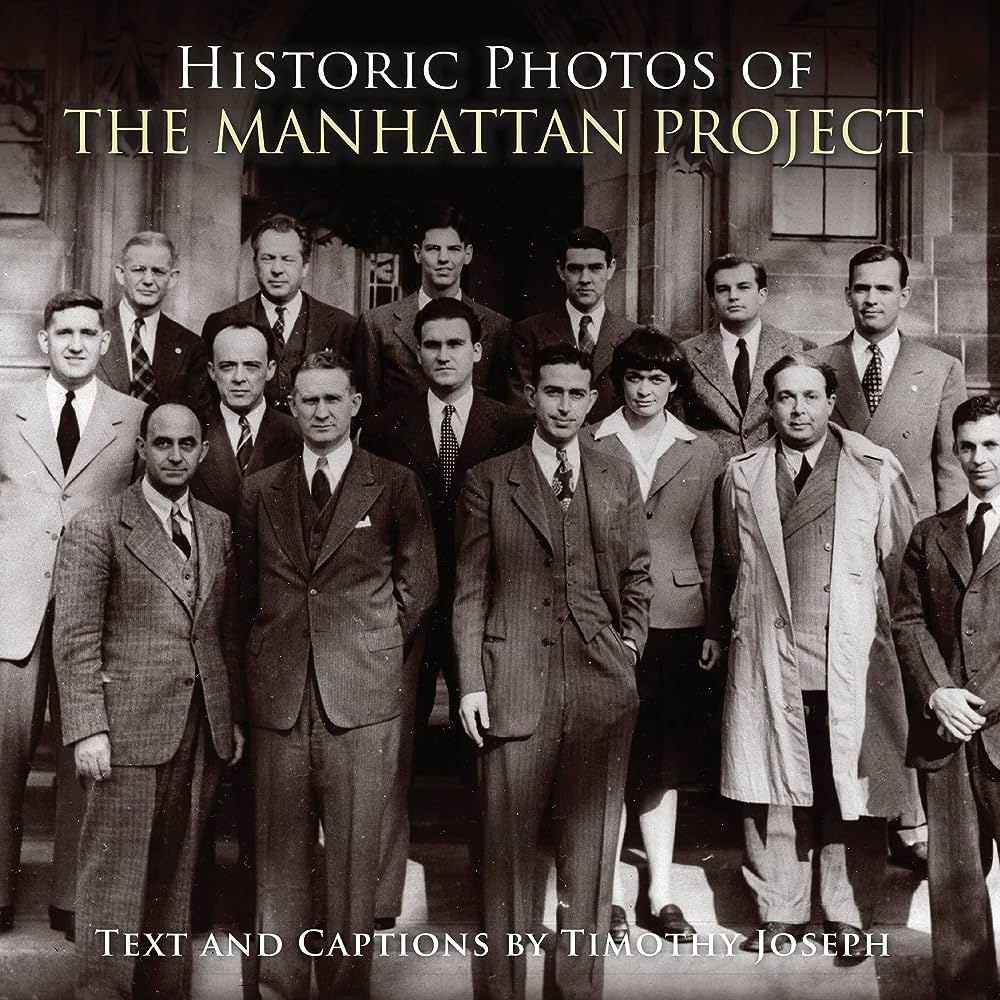 HISTORIC PHOTOS OF
THE MANHATTAN PROJECT
TEXT AND CAPTIONS BY TIMOTHY JOSEPH